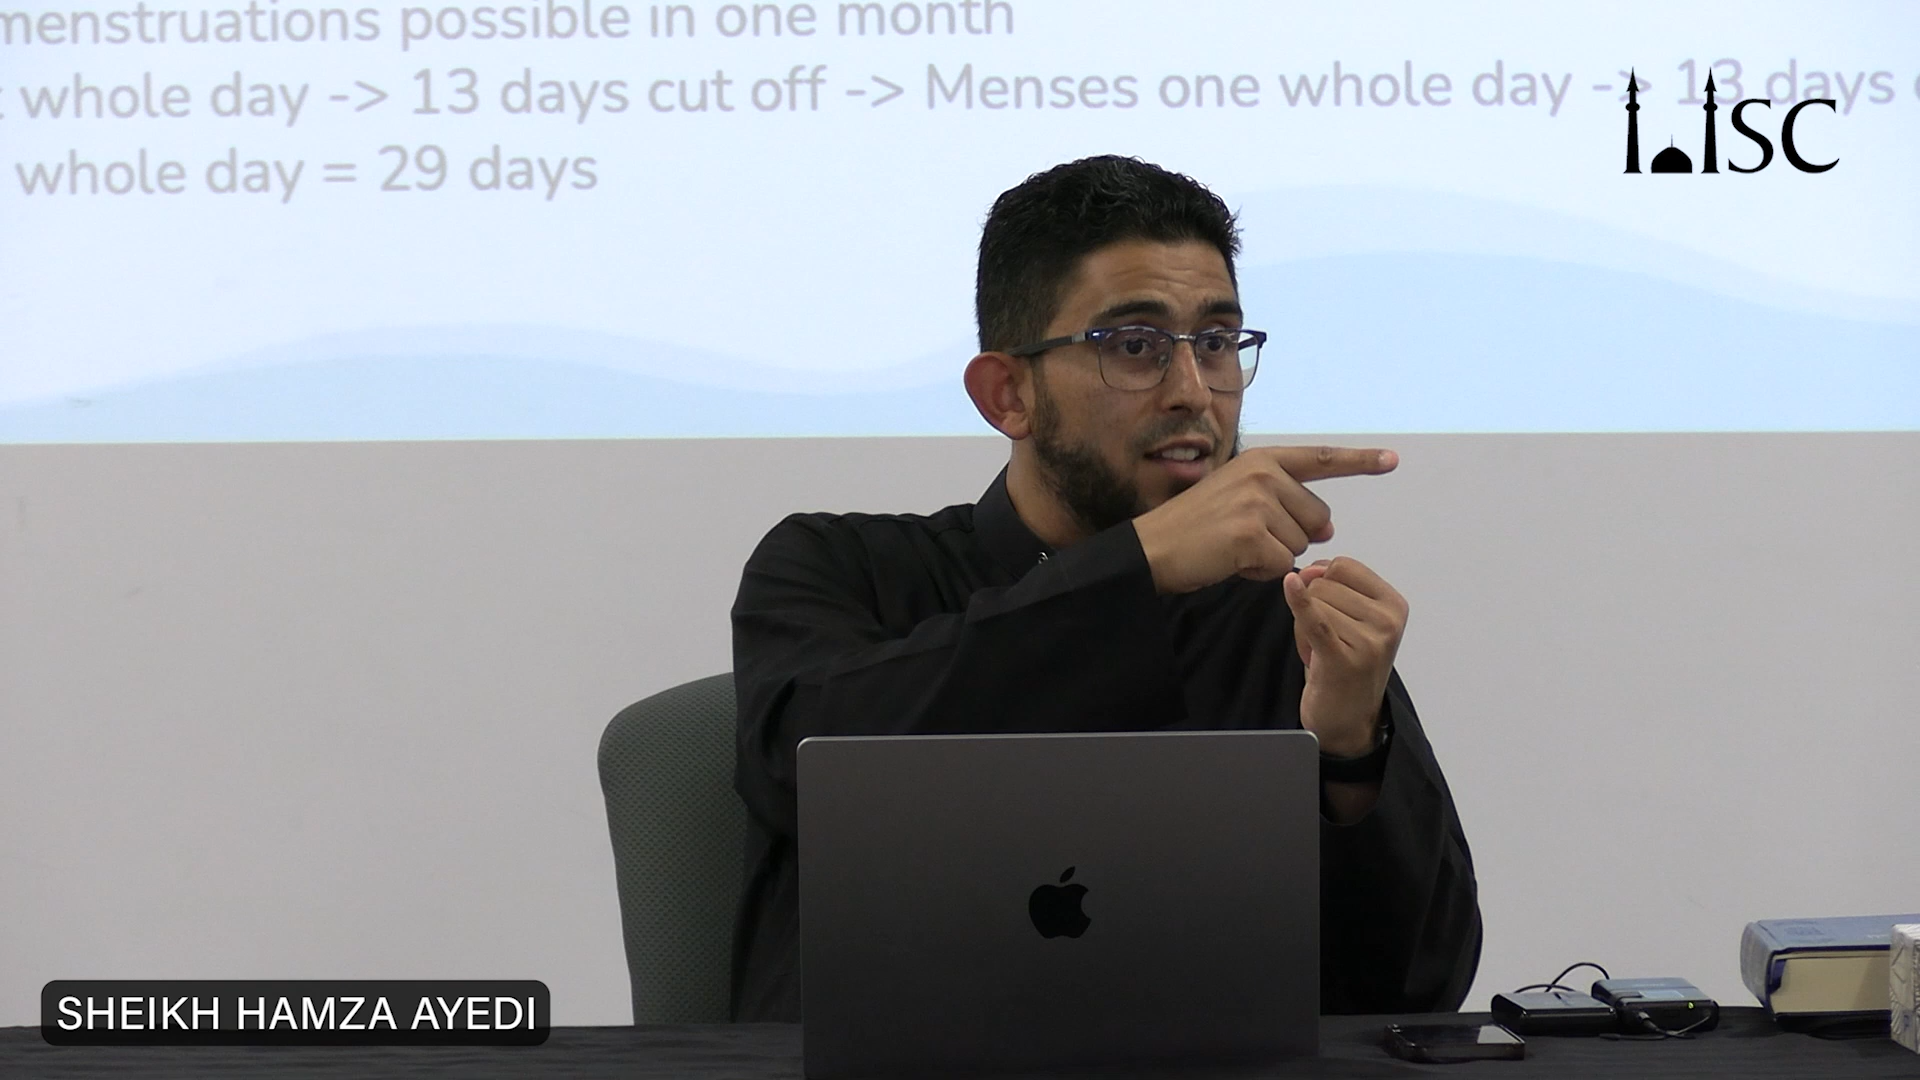 menstruations possible in one month
whole day -> 13 days cut off -> Menses one whole day -> 13 days
whole day = 29 days
ISC
SHEIKH HAMZA AYEDI